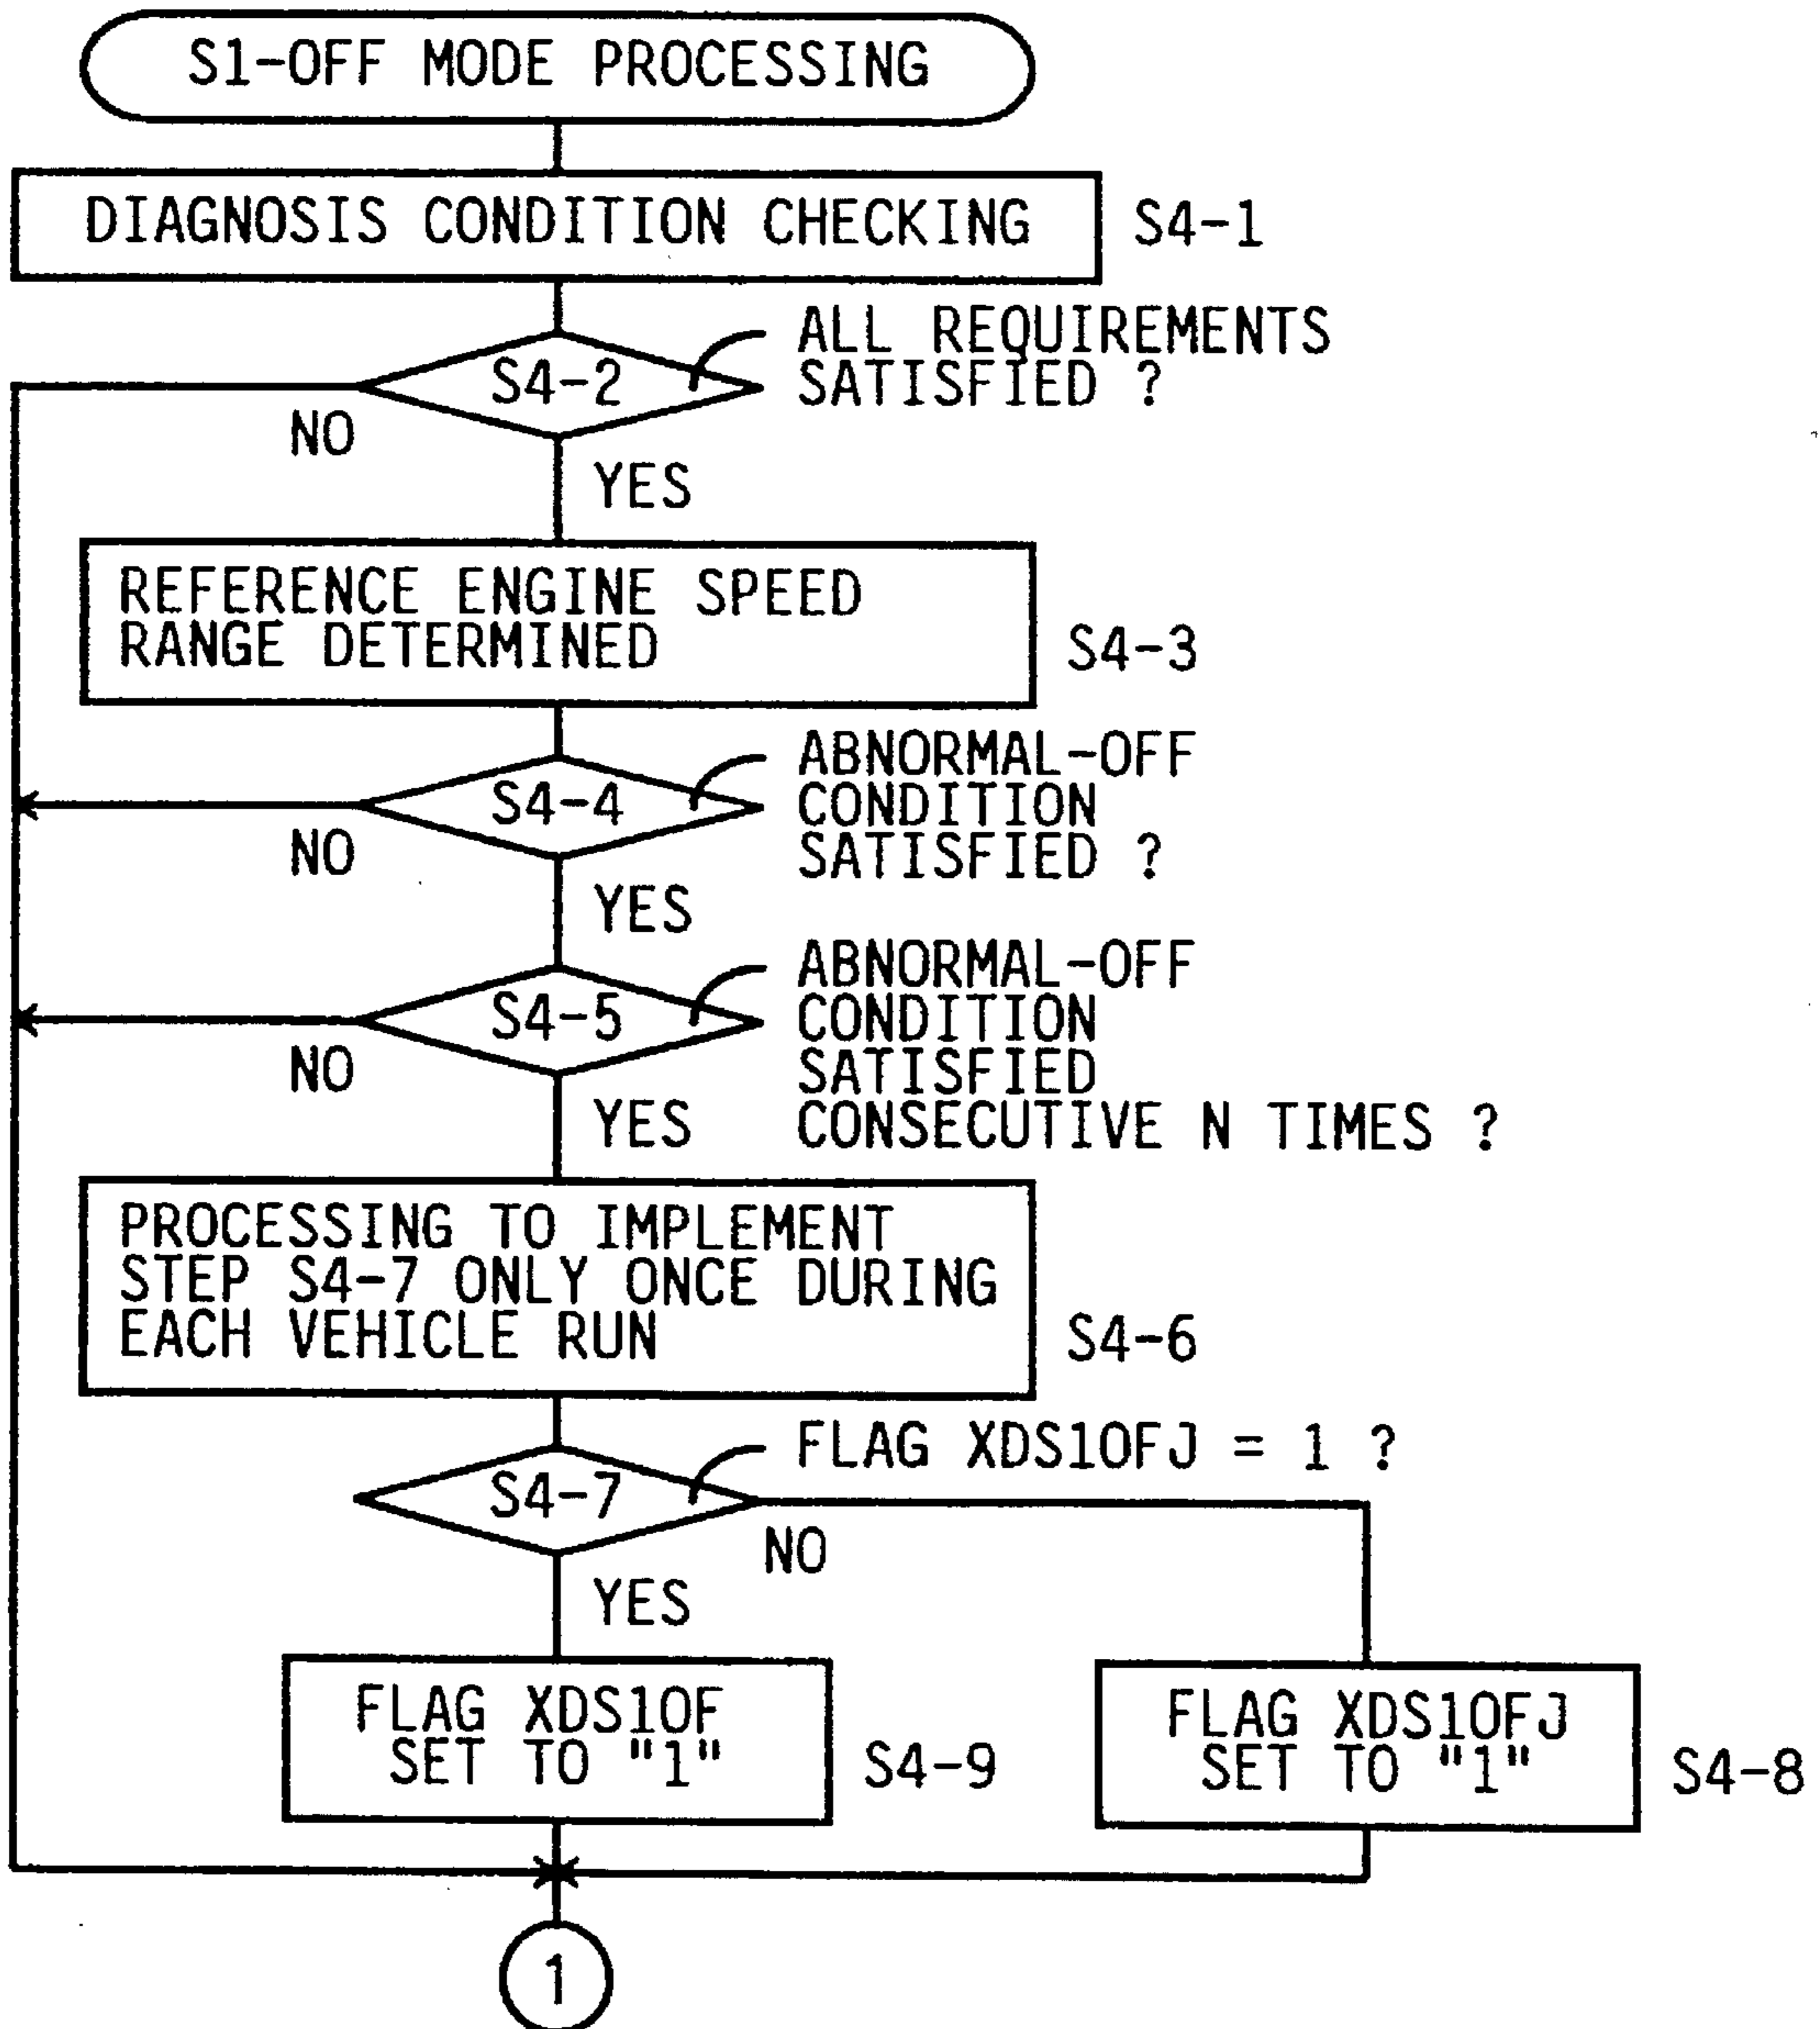 S1-OFF MODE PROCESSING
DIAGNOSIS CONDITION CHECKING
S4-1
ALL REQUIREMENTS
SATISFIED ?
S4-2
NO
YES
REFERENCE ENGINE SPEED
RANGE DETERMINED
S4-3
ABNORMAL-OFF
CONDITION
SATISFIED ?
S4-4
NO
YES
ABNORMAL-OFF
CONDITION
SATISFIED
CONSECUTIVE N TIMES ?
S4-5
NO
YES
PROCESSING TO IMPLEMENT
STEP S4-7 ONLY ONCE DURING
EACH VEHICLE RUN
S4-6
FLAG XDS1OFJ = 1 ?
S4-7
NO
YES
FLAG XDS1OF
SET TO "1"
S4-9
FLAG XDS1OFJ
SET TO "1"
S4-8
1